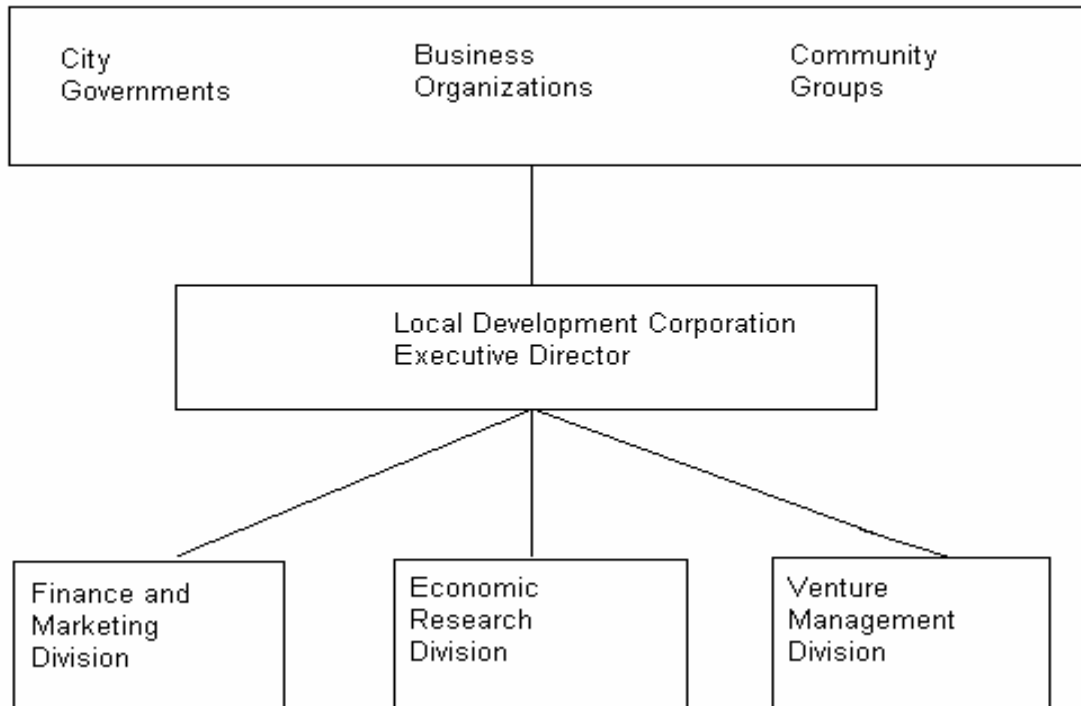 City
Governments
Business
Organizations
Community
Groups
Local Development Corporation
Executive Director
Finance and
Marketing
Division
Economic
Research
Division
Venture
Management
Division